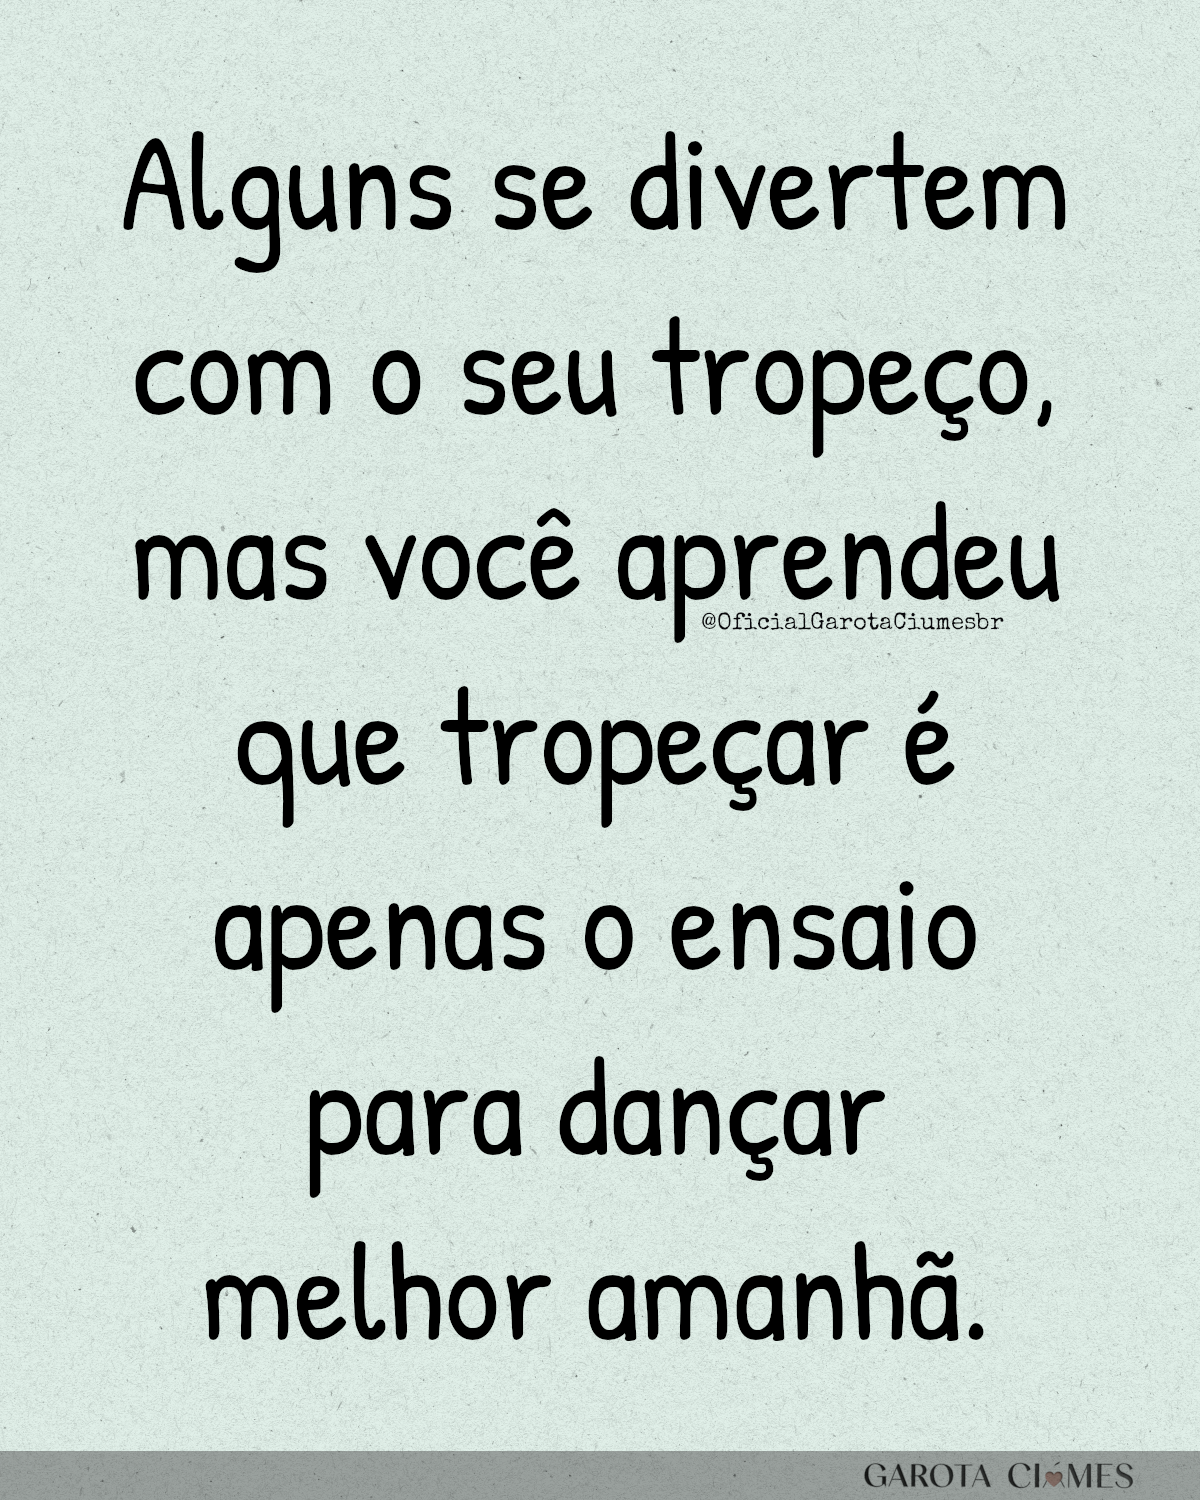 Alguns se divertem
com o seu tropeço,
mas você aprendeu
@OficialGarotaCiumesbr
que tropeçar é
apenas o ensaio
para dançar
melhor amanhã.
GAROTA CIÚMES